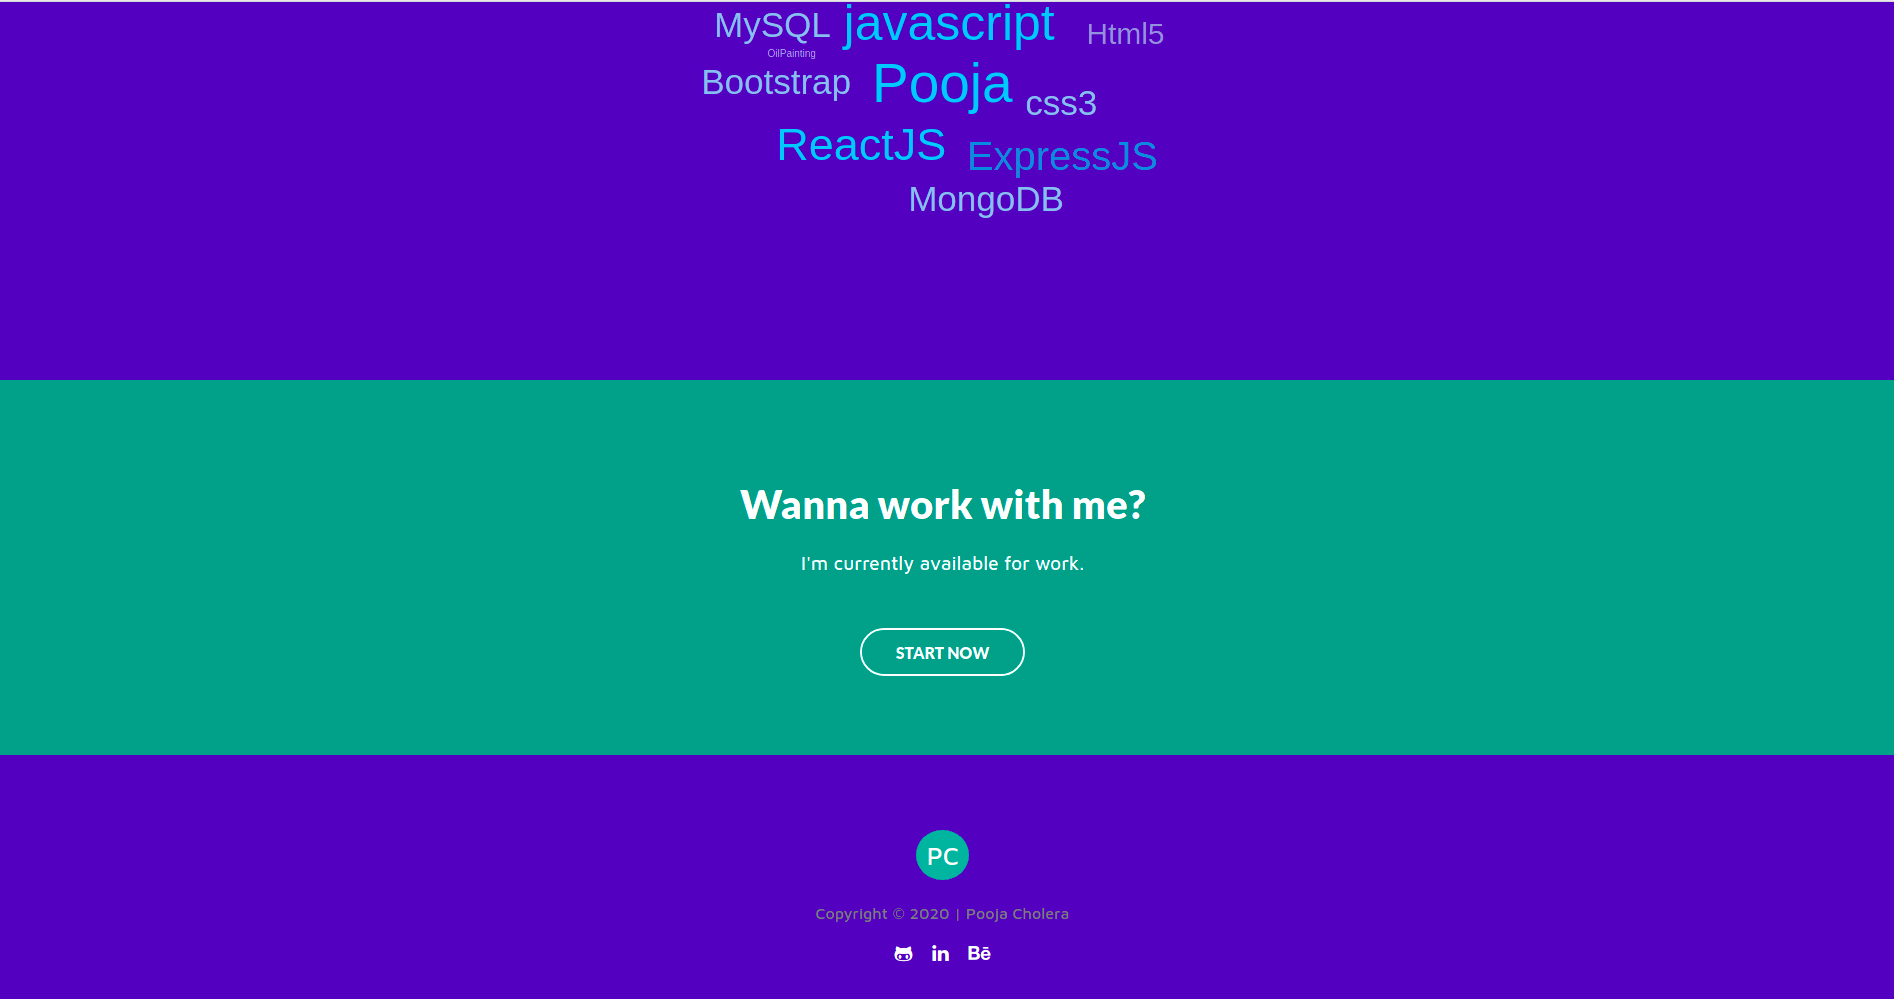 MySQL javascript Html5
OilPainting
Bootstrap Pooja css3
ReactJS ExpressJS
MongoDB
Wanna work with me?
I'm currently available for work.
START NOW
PC
Copyright © 2020 | Pooja Cholera
in Bē